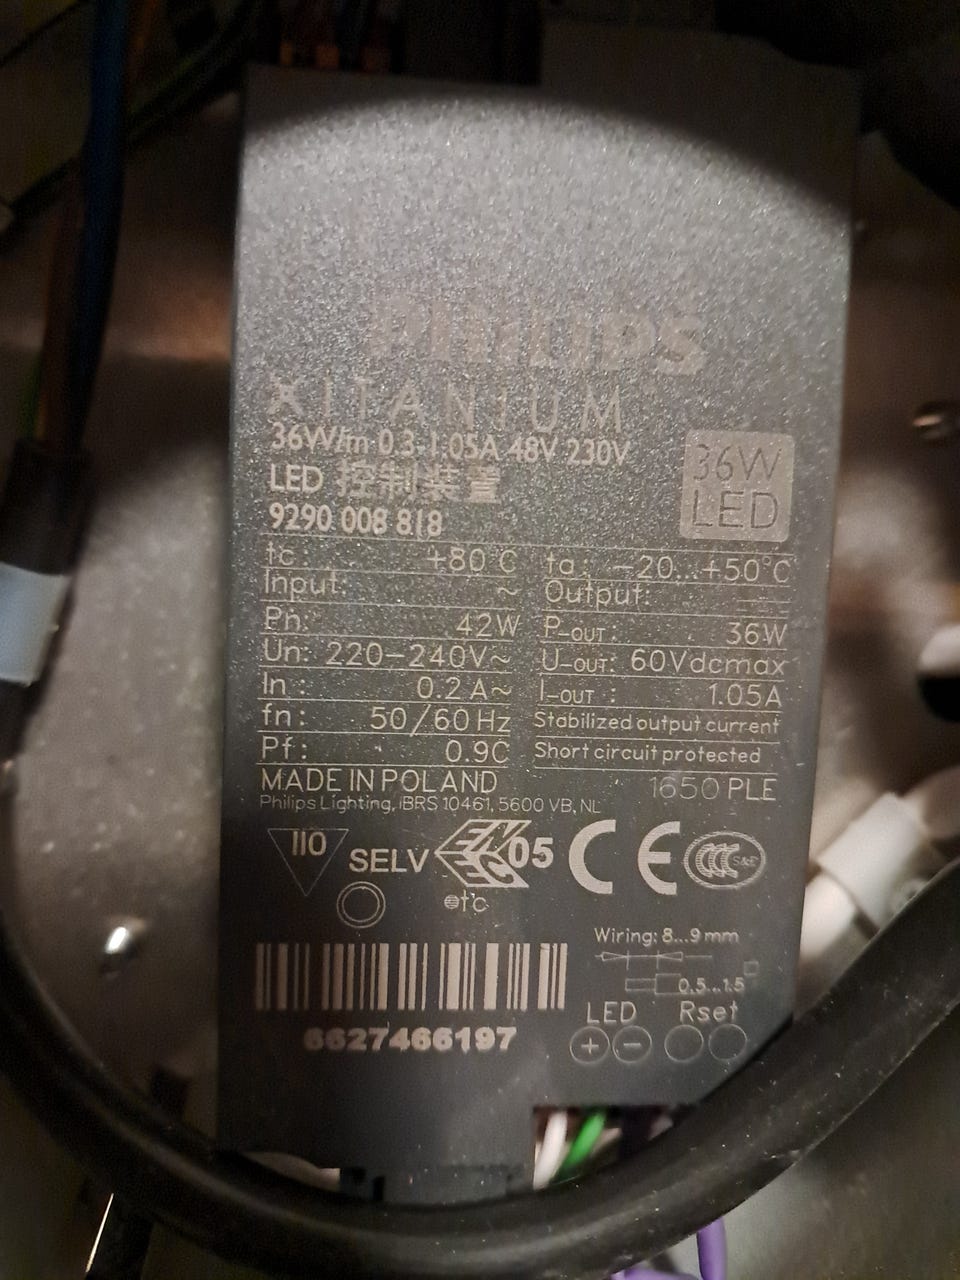 PHILIPS
XITANIUM
36W/m 0.3-1.05A 48V 230V
LED 控制装置
9290 008 818
36W
LED
tc: +80 C
ta: -20...+50°C
Input: ~
Output:
Pn: 42W
P-OUT: 36W
Un: 220-240V~
U-OUT: 60Vdcmax
In: 0.2 A~
I-OUT: 1.05A
fn: 50/60 Hz
Stabilized output current
Pf: 0.9C
Short circuit protected
MADE IN POLAND
1650 PLE
Philips Lighting, IBRS 10461, 5600 VB, NL
110
SELV
ENEC
05
CE
CCC
S&E
etc
Wiring: 8...9 mm
0.5...1.5
LED
Rset
+ -
6627466197